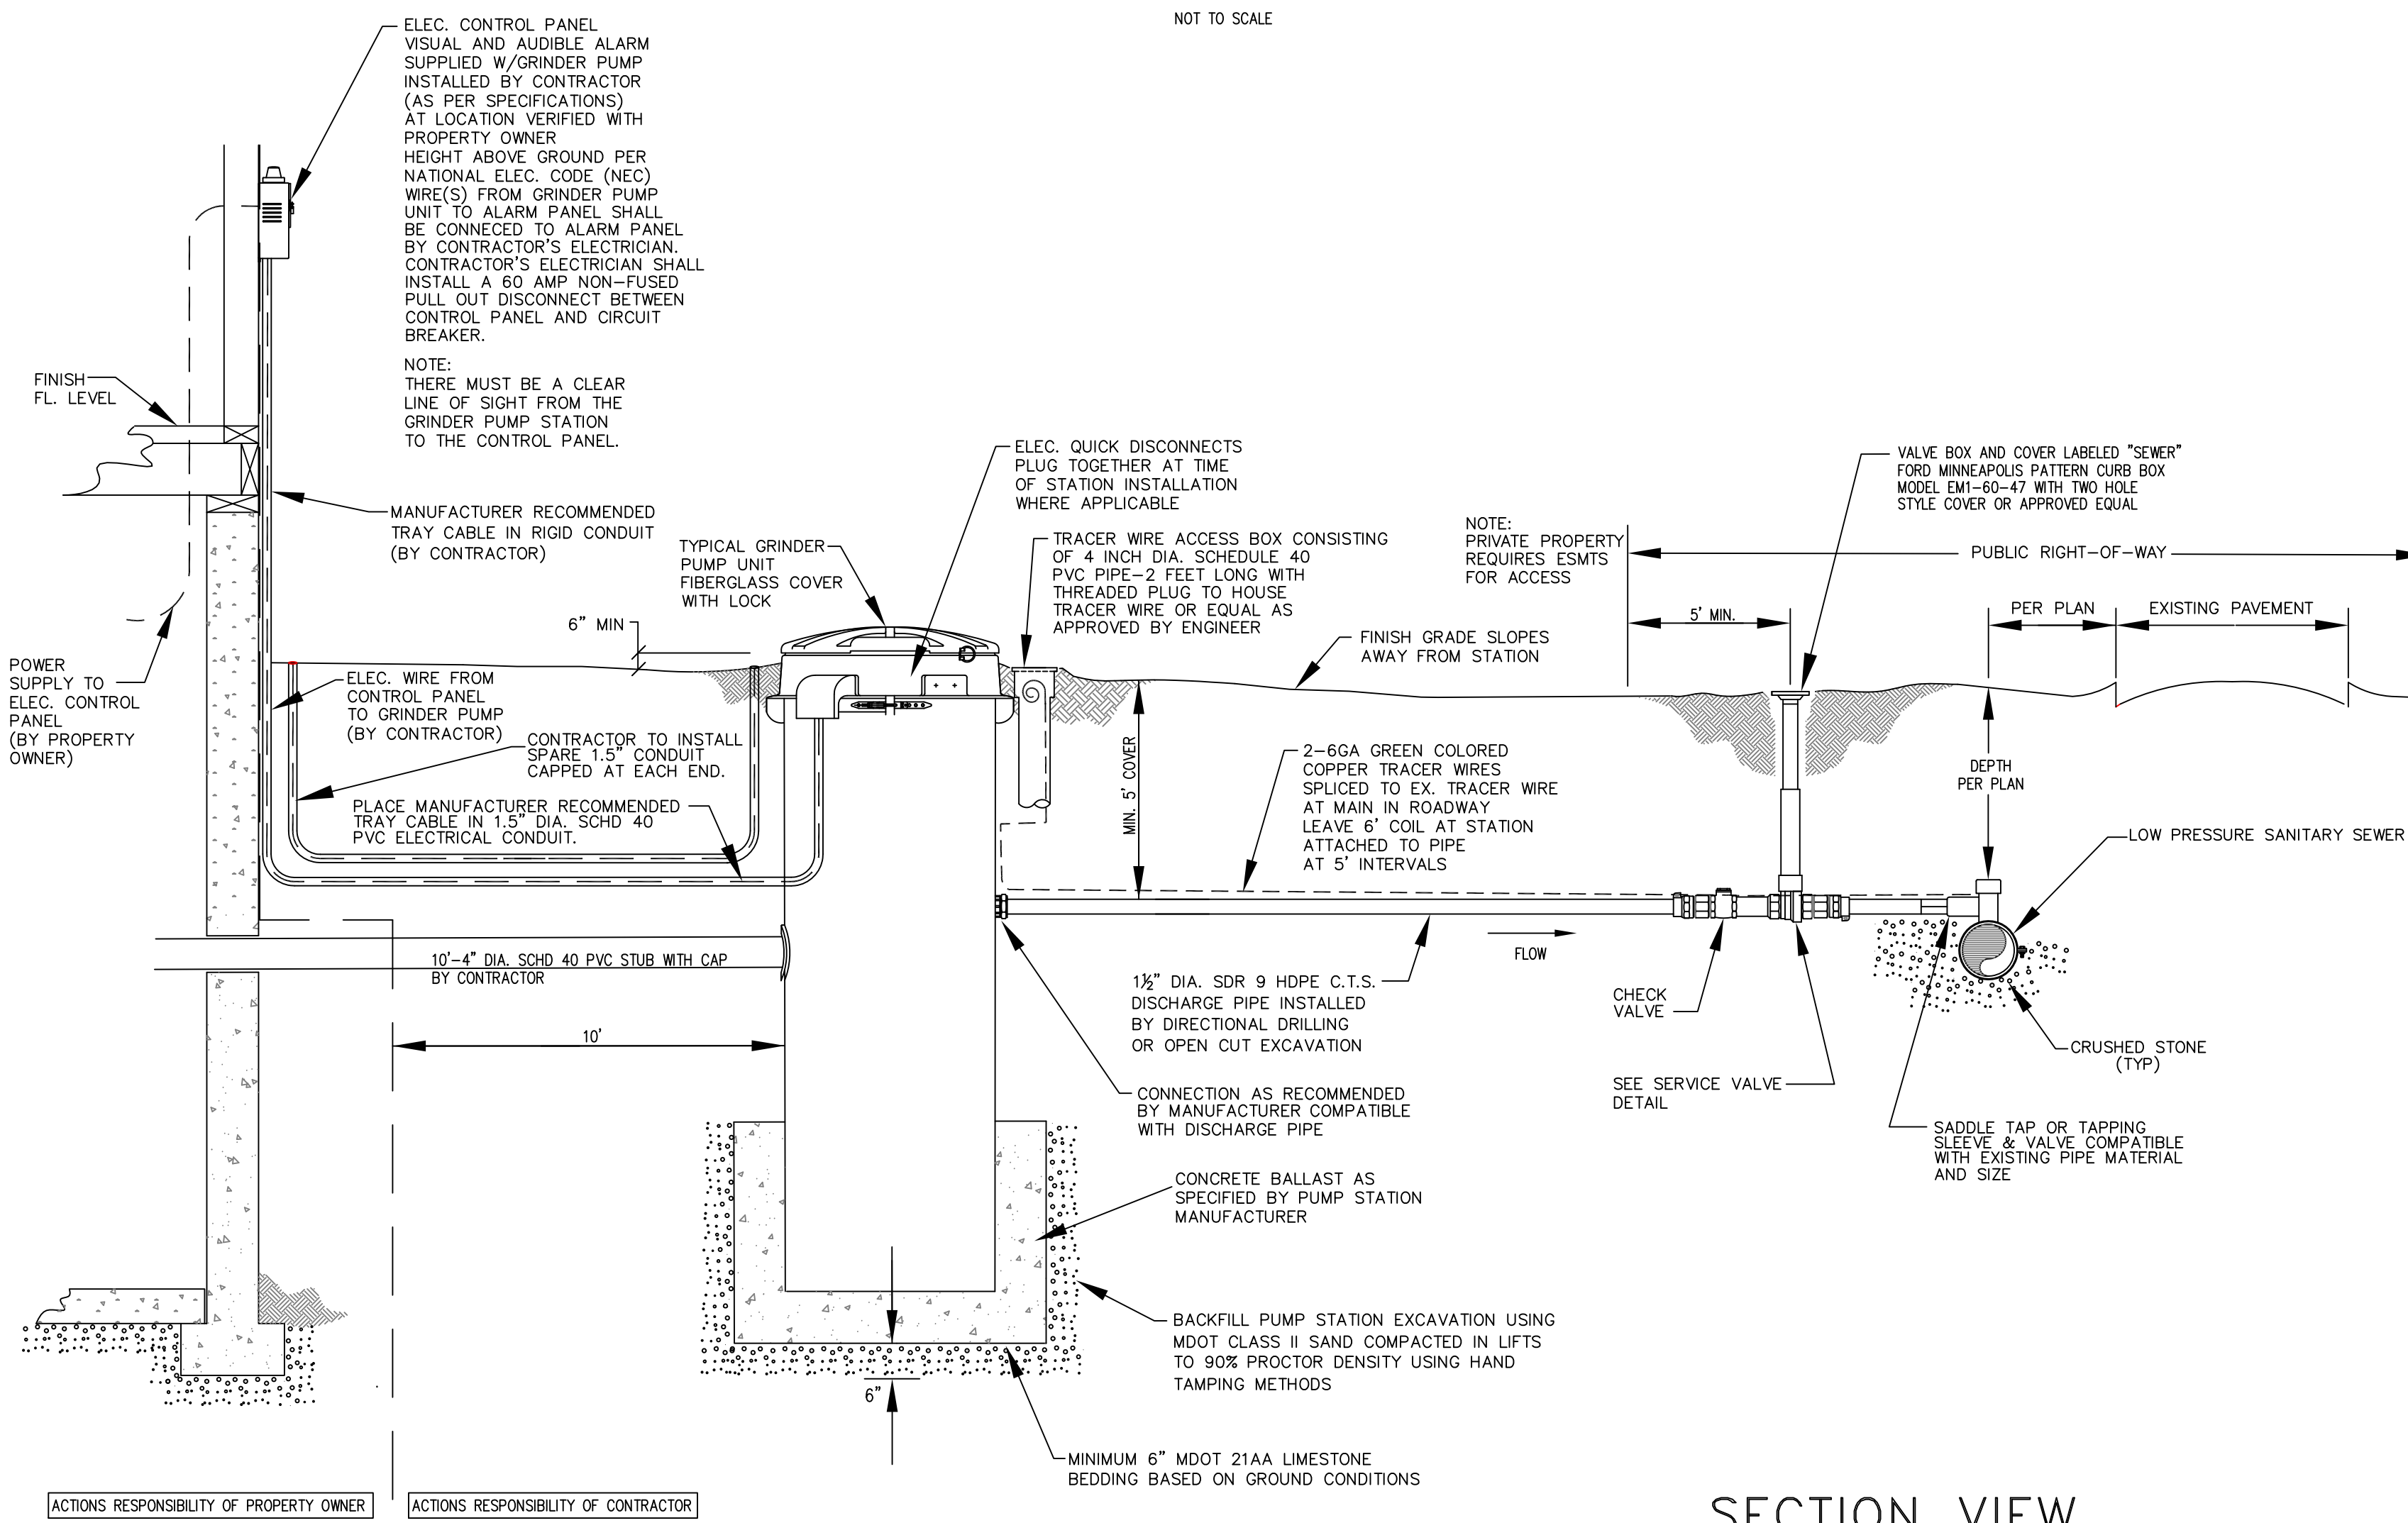 NOT TO SCALE
ELEC. CONTROL PANEL
VISUAL AND AUDIBLE ALARM
SUPPLIED W/GRINDER PUMP
INSTALLED BY CONTRACTOR
(AS PER SPECIFICATIONS)
AT LOCATION VERIFIED WITH
PROPERTY OWNER
HEIGHT ABOVE GROUND PER
NATIONAL ELEC. CODE (NEC)
WIRE(S) FROM GRINDER PUMP
UNIT TO ALARM PANEL SHALL
BE CONNECED TO ALARM PANEL
BY CONTRACTOR'S ELECTRICIAN.
CONTRACTOR'S ELECTRICIAN SHALL
INSTALL A 60 AMP NON-FUSED
PULL OUT DISCONNECT BETWEEN
CONTROL PANEL AND CIRCUIT
BREAKER.
NOTE:
THERE MUST BE A CLEAR
LINE OF SIGHT FROM THE
GRINDER PUMP STATION
TO THE CONTROL PANEL.
FINISH
FL. LEVEL
MANUFACTURER RECOMMENDED
TRAY CABLE IN RIGID CONDUIT
(BY CONTRACTOR)
TYPICAL GRINDER
PUMP UNIT
FIBERGLASS COVER
WITH LOCK
ELEC. QUICK DISCONNECTS
PLUG TOGETHER AT TIME
OF STATION INSTALLATION
WHERE APPLICABLE
TRACER WIRE ACCESS BOX CONSISTING
OF 4 INCH DIA. SCHEDULE 40
PVC PIPE-2 FEET LONG WITH
THREADED PLUG TO HOUSE
TRACER WIRE OR EQUAL AS
APPROVED BY ENGINEER
NOTE:
PRIVATE PROPERTY
REQUIRES ESMTS
FOR ACCESS
VALVE BOX AND COVER LABELED "SEWER"
FORD MINNEAPOLIS PATTERN CURB BOX
MODEL EM1-60-47 WITH TWO HOLE
STYLE COVER OR APPROVED EQUAL
PUBLIC RIGHT-OF-WAY
5' MIN.
PER PLAN
EXISTING PAVEMENT
6" MIN
FINISH GRADE SLOPES
AWAY FROM STATION
POWER
SUPPLY TO
ELEC. CONTROL
PANEL
(BY PROPERTY
OWNER)
ELEC. WIRE FROM
CONTROL PANEL
TO GRINDER PUMP
(BY CONTRACTOR)
CONTRACTOR TO INSTALL
SPARE 1.5" CONDUIT
CAPPED AT EACH END.
PLACE MANUFACTURER RECOMMENDED
TRAY CABLE IN 1.5" DIA. SCHD 40
PVC ELECTRICAL CONDUIT.
MIN. 5' COVER
2-6GA GREEN COLORED
COPPER TRACER WIRES
SPLICED TO EX. TRACER WIRE
AT MAIN IN ROADWAY
LEAVE 6' COIL AT STATION
ATTACHED TO PIPE
AT 5' INTERVALS
DEPTH
PER PLAN
LOW PRESSURE SANITARY SEWER
10'-4" DIA. SCHD 40 PVC STUB WITH CAP
BY CONTRACTOR
FLOW
10'
1½" DIA. SDR 9 HDPE C.T.S.
DISCHARGE PIPE INSTALLED
BY DIRECTIONAL DRILLING
OR OPEN CUT EXCAVATION
CHECK
VALVE
CRUSHED STONE
(TYP)
SEE SERVICE VALVE
DETAIL
CONNECTION AS RECOMMENDED
BY MANUFACTURER COMPATIBLE
WITH DISCHARGE PIPE
SADDLE TAP OR TAPPING
SLEEVE & VALVE COMPATIBLE
WITH EXISTING PIPE MATERIAL
AND SIZE
CONCRETE BALLAST AS
SPECIFIED BY PUMP STATION
MANUFACTURER
BACKFILL PUMP STATION EXCAVATION USING
MDOT CLASS II SAND COMPACTED IN LIFTS
TO 90% PROCTOR DENSITY USING HAND
TAMPING METHODS
6"
MINIMUM 6" MDOT 21AA LIMESTONE
BEDDING BASED ON GROUND CONDITIONS
ACTIONS RESPONSIBILITY OF PROPERTY OWNER
ACTIONS RESPONSIBILITY OF CONTRACTOR
SECTION VIEW